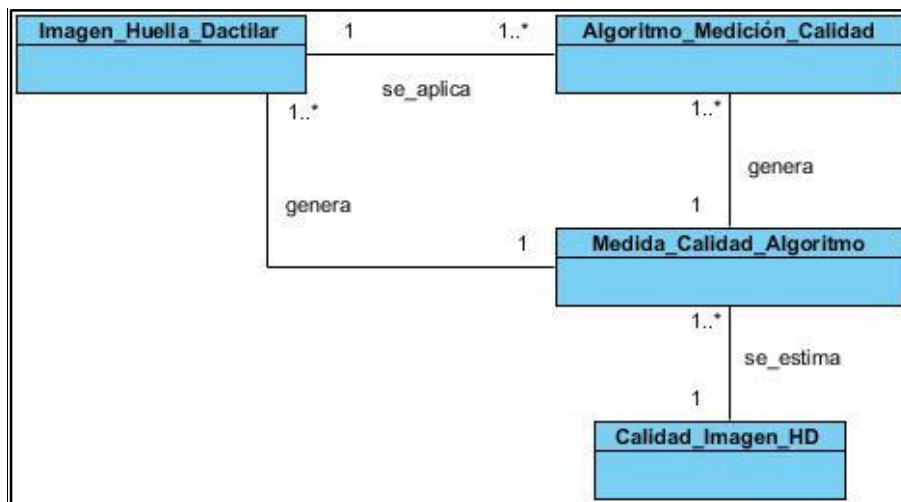 Imagen_Huella_Dactilar
1
1..*
Algoritmo_Medición_Calidad
se_aplica
1..*
1..*
genera
genera
1
1
Medida_Calidad_Algoritmo
1..*
se_estima
1
Calidad_Imagen_HD